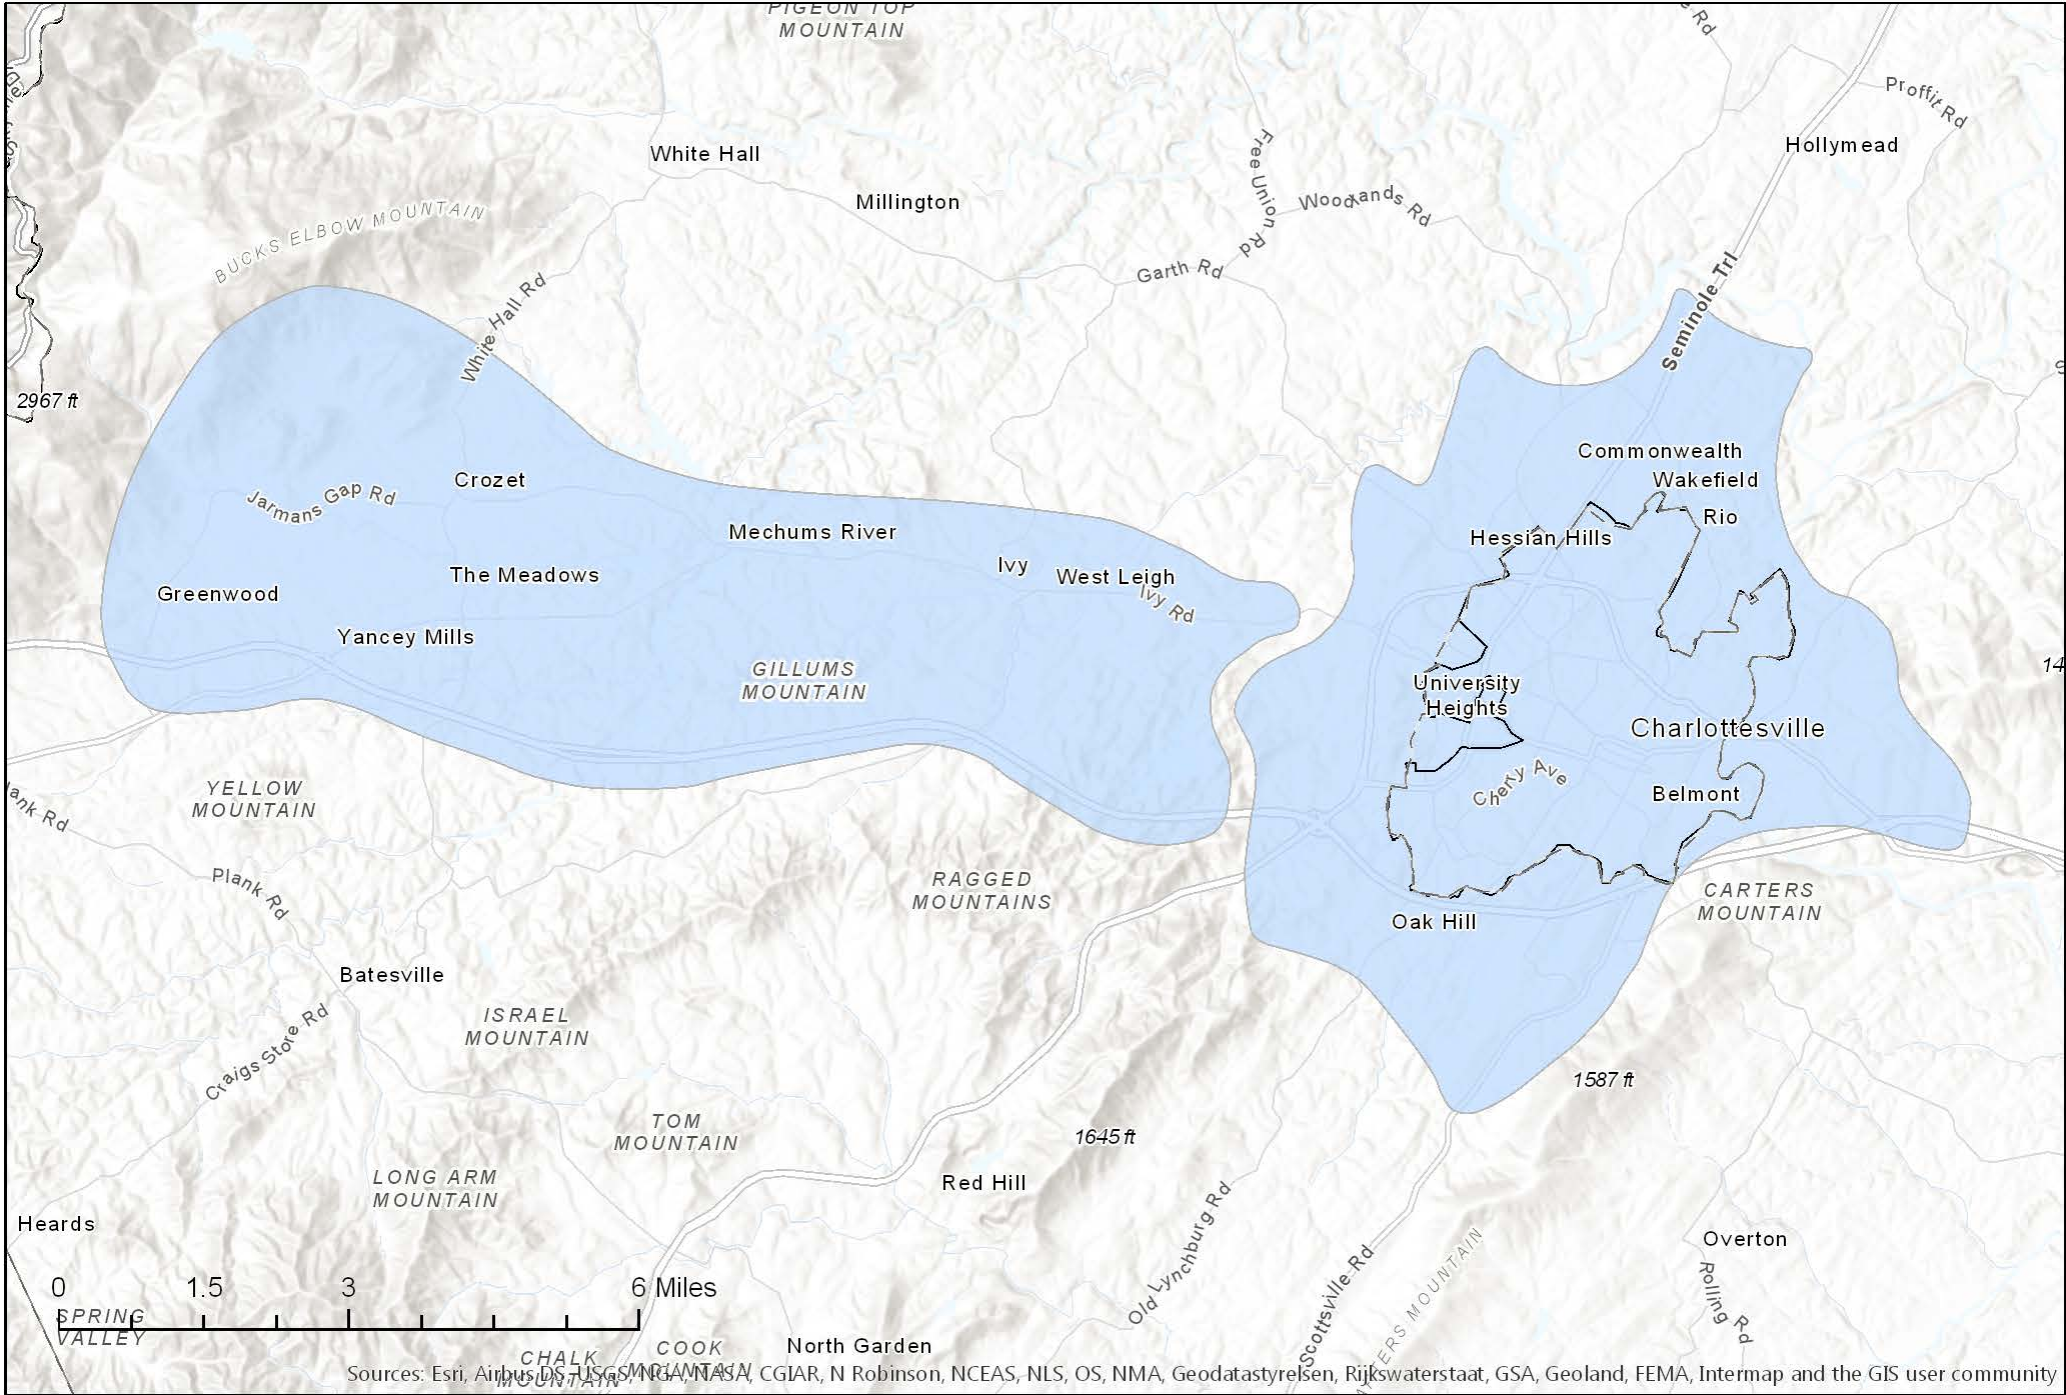 PIGEON TOP
MOUNTAIN
Proffit Rd
Hollymead
White Hall
Millington
Free Union Rd
Woodlands Rd
BUCKS ELBOW MOUNTAIN
Garth Rd
White Hall Rd
Seminole Trl
2967 ft
Commonwealth
Wakefield
Crozet
Jarmans Gap Rd
Rio
Mechums River
Hessian Hills
Ivy
West Leigh
Ivy Rd
The Meadows
Greenwood
Yancey Mills
GILLUMS
MOUNTAIN
University
Heights
Charlottesville
YELLOW
MOUNTAIN
Cherry Ave
Belmont
Plank Rd
RAGGED
MOUNTAINS
CARTERS
MOUNTAIN
Oak Hill
Batesville
ISRAEL
MOUNTAIN
Craigs Store Rd
1587 ft
TOM
MOUNTAIN
1645 ft
LONG ARM
MOUNTAIN
Red Hill
Old Lynchburg Rd
Heards
Overton
Scottsville Rd
Rolling Rd
0 1.5 3 6 Miles
SPRING
VALLEY
North Garden
COOK
MOUNTAIN
CHALK
MOUNTAIN
Sources: Esri, Airbus DS, USGS, NGA, NASA, CGIAR, N Robinson, NCEAS, NLS, OS, NMA, Geodatastyrelsen, Rijkswaterstaat, GSA, Geoland, FEMA, Intermap and the GIS user community